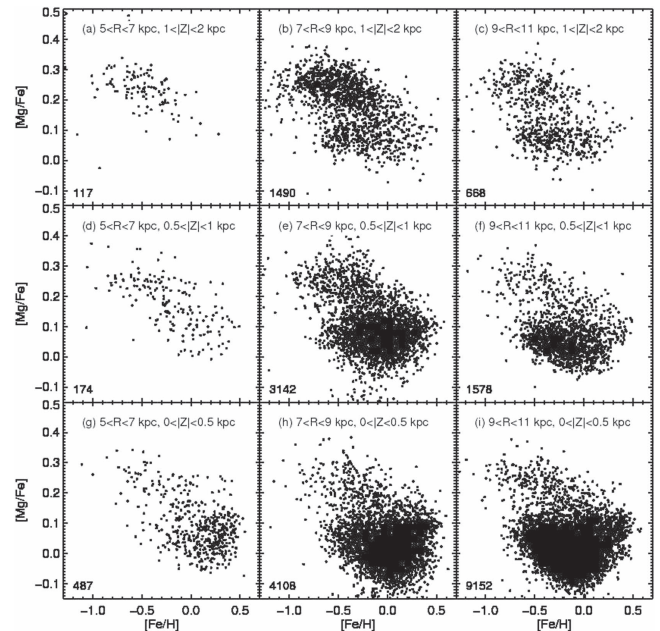 0.5
0.4
0.3
0.2
0.1
0.0
−0.1
[Mg/Fe]
(a) 5<R<7 kpc, 1<|Z|<2 kpc
117
(b) 7<R<9 kpc, 1<|Z|<2 kpc
1490
(c) 9<R<11 kpc, 1<|Z|<2 kpc
668
0.5
0.4
0.3
0.2
0.1
0.0
−0.1
[Mg/Fe]
(d) 5<R<7 kpc, 0.5<|Z|<1 kpc
174
(e) 7<R<9 kpc, 0.5<|Z|<1 kpc
3142
(f) 9<R<11 kpc, 0.5<|Z|<1 kpc
1578
0.5
0.4
0.3
0.2
0.1
0.0
−0.1
[Mg/Fe]
(g) 5<R<7 kpc, 0<|Z|<0.5 kpc
487
(h) 7<R<9 kpc, 0<|Z<0.5 kpc
4108
(i) 9<R<11 kpc, 0<|Z|<0.5 kpc
9152
−1.0 −0.5 0.0 0.5
−1.0 −0.5 0.0 0.5
−1.0 −0.5 0.0 0.5
[Fe/H]
[Fe/H]
[Fe/H]